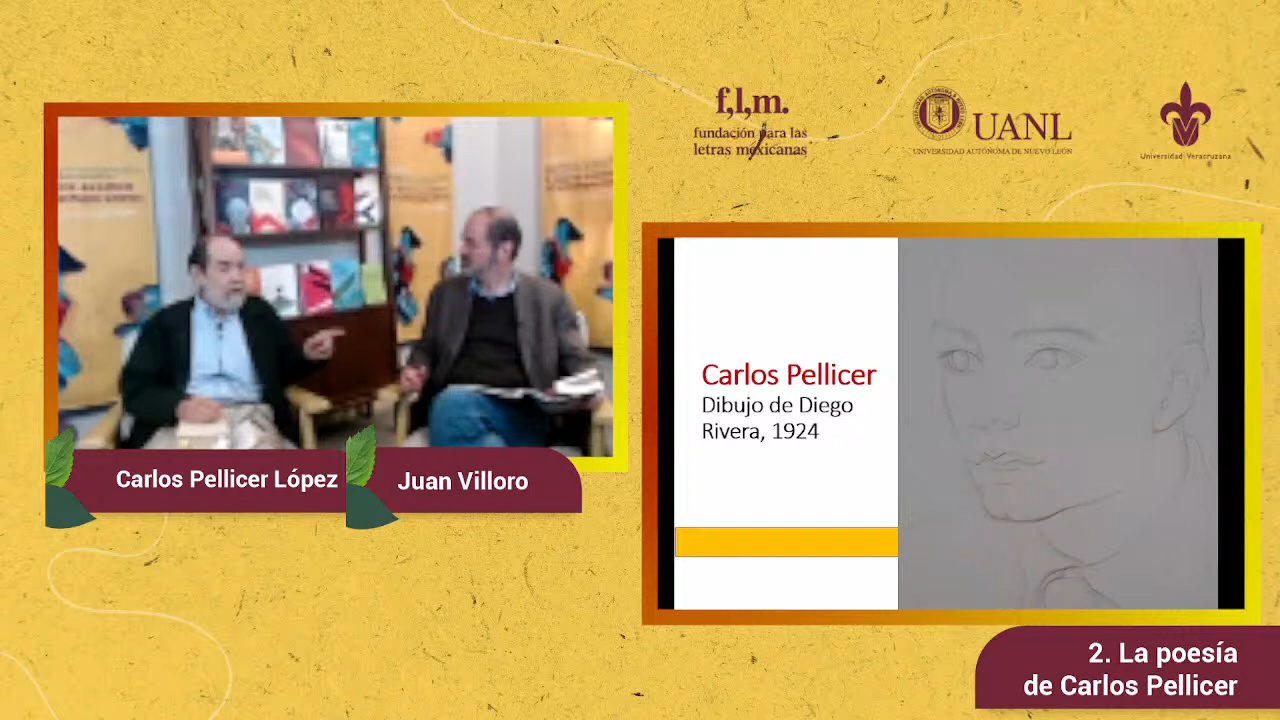 f,l,m.
fundación para las
letras mexicanas
UANL
UNIVERSIDAD AUTÓNOMA DE NUEVO LEÓN
Universidad Veracruzana
Carlos Pellicer
Dibujo de Diego
Rivera, 1924
Carlos Pellicer López
Juan Villoro
2. La poesía
de Carlos Pellicer